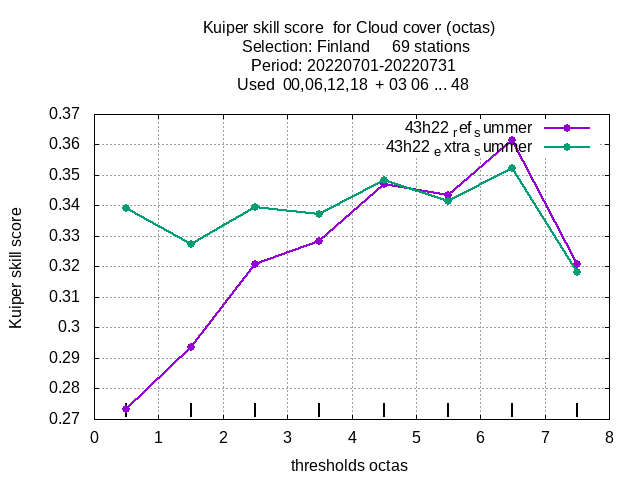 Kuiper skill score  for Cloud cover (octas)
Selection: Finland     69 stations
Period: 20220701-20220731
Used  00,06,12,18  + 03 06 ... 48
0.37
0.36
0.35
0.34
0.33
0.32
0.31
0.3
0.29
0.28
0.27
Kuiper skill score
43h22 ref summer
43h22 extra summer
0 1 2 3 4 5 6 7 8
thresholds octas